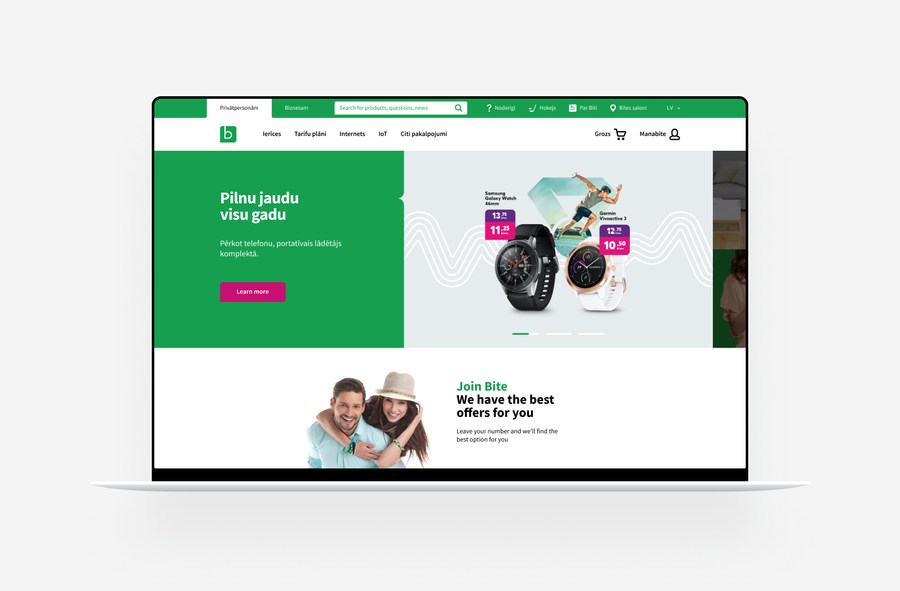 Privātpersonām
Biznesam
Search for products, questions, news
Noderīgi
Hokejs
Par Biti
Bites saloni
LV
b
Ierīces
Tarifu plāni
Internets
IoT
Citi pakalpojumi
Grozs
Manabite
Pilnu jaudu
visu gadu
Pērkot telefonu, portatīvais lādētājs
komplektā.
Learn more
Samsung
Galaxy Watch
46mm
13.75
11.25
Garmin
Vivoactive 3
12.75
10.50
Join Bite
We have the best
offers for you
Leave your number and we'll find the
best option for you